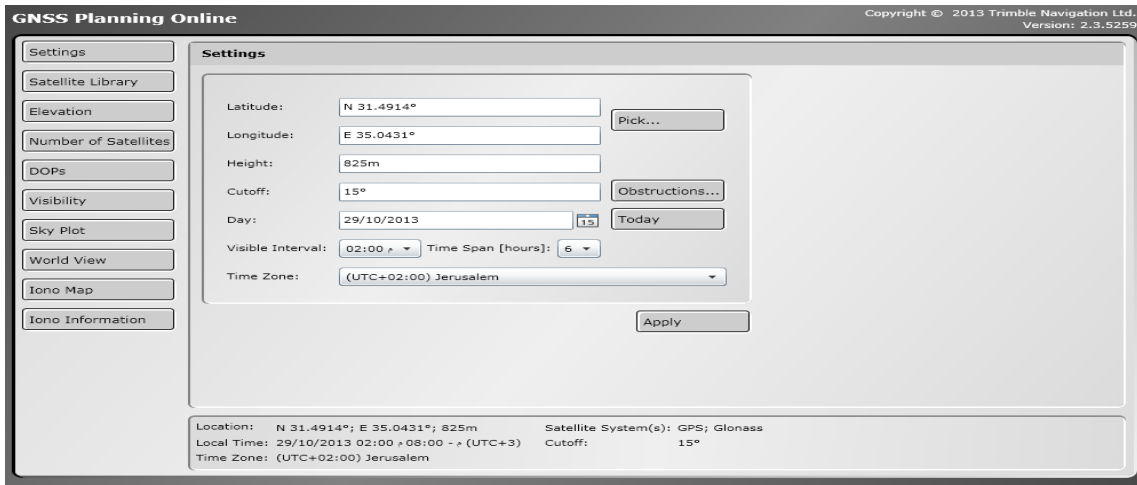 GNSS Planning Online
Copyright © 2013 Trimble Navigation Ltd.
Version: 2.3.5259
Settings
Satellite Library
Elevation
Number of Satellites
DOPs
Visibility
Sky Plot
World View
Iono Map
Iono Information
Settings
Latitude: N 31.4914°
Pick...
Longitude: E 35.0431°
Height: 825m
Cutoff: 15° Obstructions...
Day: 29/10/2013 15 Today
Visible Interval: 02:00 م Time Span [hours]: 6
Time Zone: (UTC+02:00) Jerusalem
Apply
Location: N 31.4914°; E 35.0431°; 825m Satellite System(s): GPS; Glonass
Local Time: 29/10/2013 02:00 م 08:00 - م (UTC+3) Cutoff: 15°
Time Zone: (UTC+02:00) Jerusalem